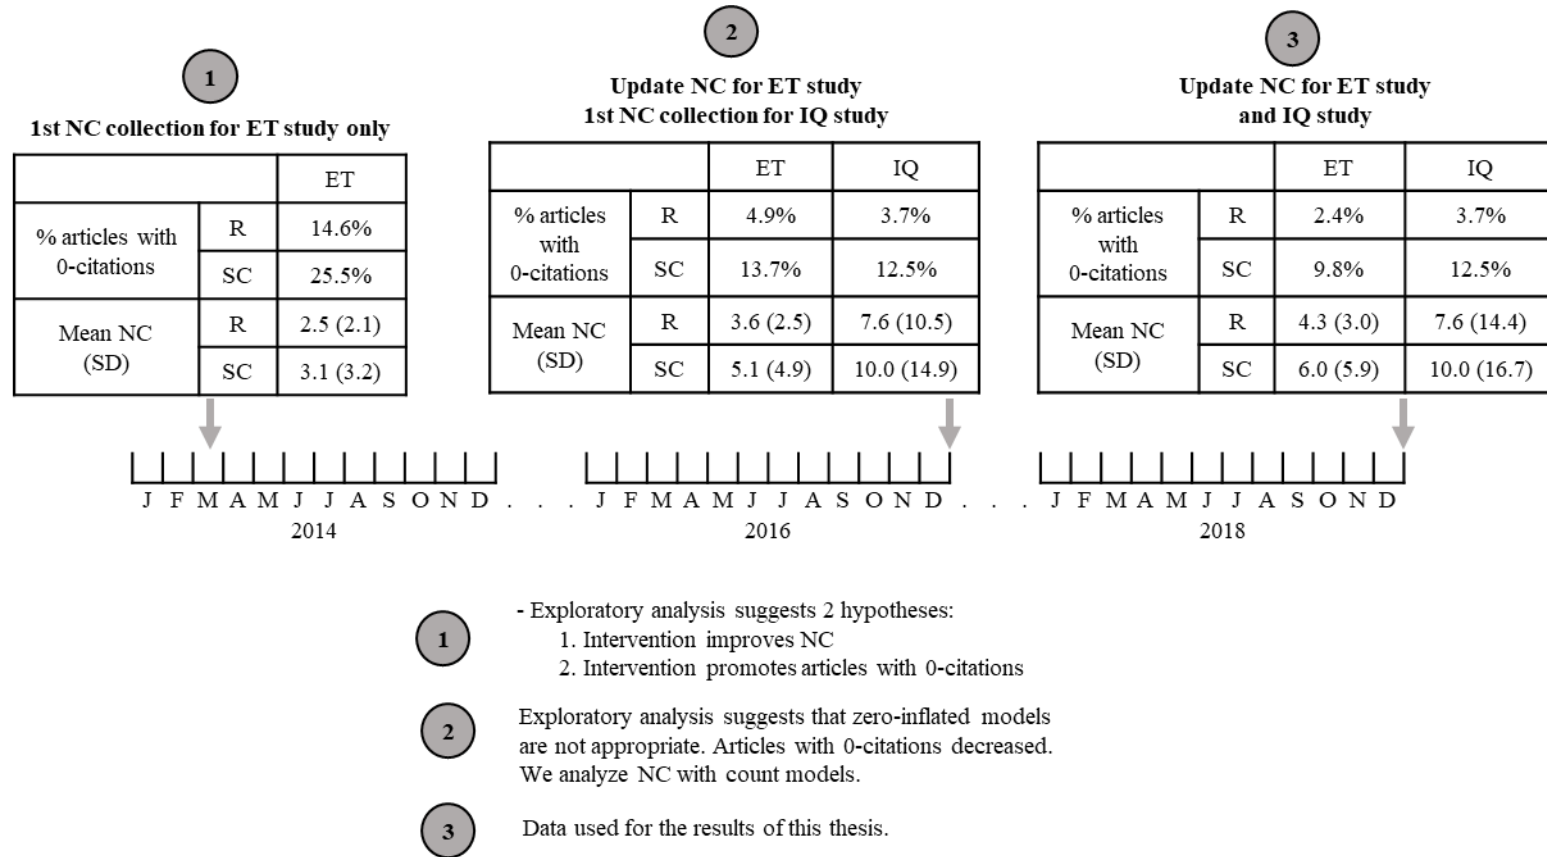 1
1st NC collection for ET study only
ET
% articles with
0-citations
R
14.6%
SC
25.5%
Mean NC
(SD)
R
2.5 (2.1)
SC
3.1 (3.2)
2
Update NC for ET study
1st NC collection for IQ study
ET IQ
% articles
with
0-citations
R
4.9% 3.7%
SC
13.7% 12.5%
Mean NC
(SD)
R
3.6 (2.5) 7.6 (10.5)
SC
5.1 (4.9) 10.0 (14.9)
3
Update NC for ET study
and IQ study
ET IQ
% articles
with
0-citations
R
2.4% 3.7%
SC
9.8% 12.5%
Mean NC
(SD)
R
4.3 (3.0) 7.6 (14.4)
SC
6.0 (5.9) 10.0 (16.7)
J F M A M J J A S O N D . . . J F M A M J J A S O N D . . . J F M A M J J A S O N D
2014 2016 2018
1
- Exploratory analysis suggests 2 hypotheses:
1. Intervention improves NC
2. Intervention promotes articles with 0-citations
2
Exploratory analysis suggests that zero-inflated models
are not appropriate. Articles with 0-citations decreased.
We analyze NC with count models.
3
Data used for the results of this thesis.